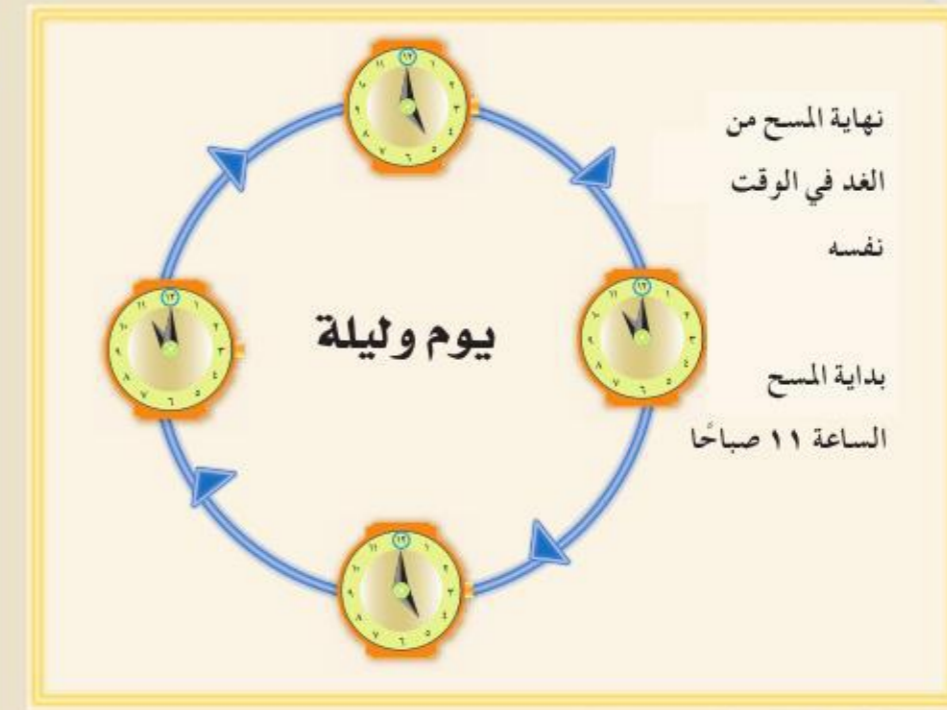 نهاية المسح من
الغد في الوقت
نفسه
يوم وليلة
بداية المسح
الساعة ١١ صباحًا